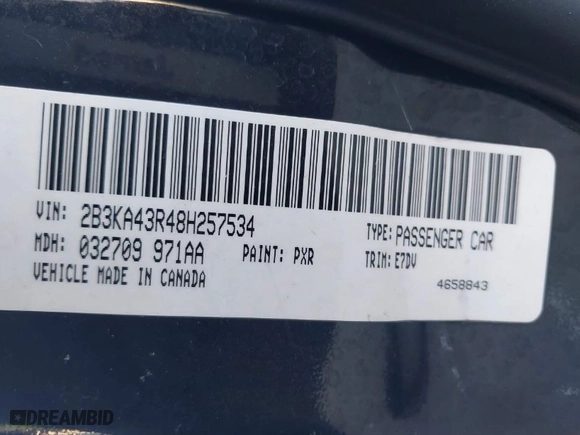 VIN: 2B3KA43R48H257534
TYPE: PASSENGER CAR
MDH: 032709 971AA
PAINT: PXR
TRIM: E7DV
VEHICLE MADE IN CANADA
4658843
DREAMBID